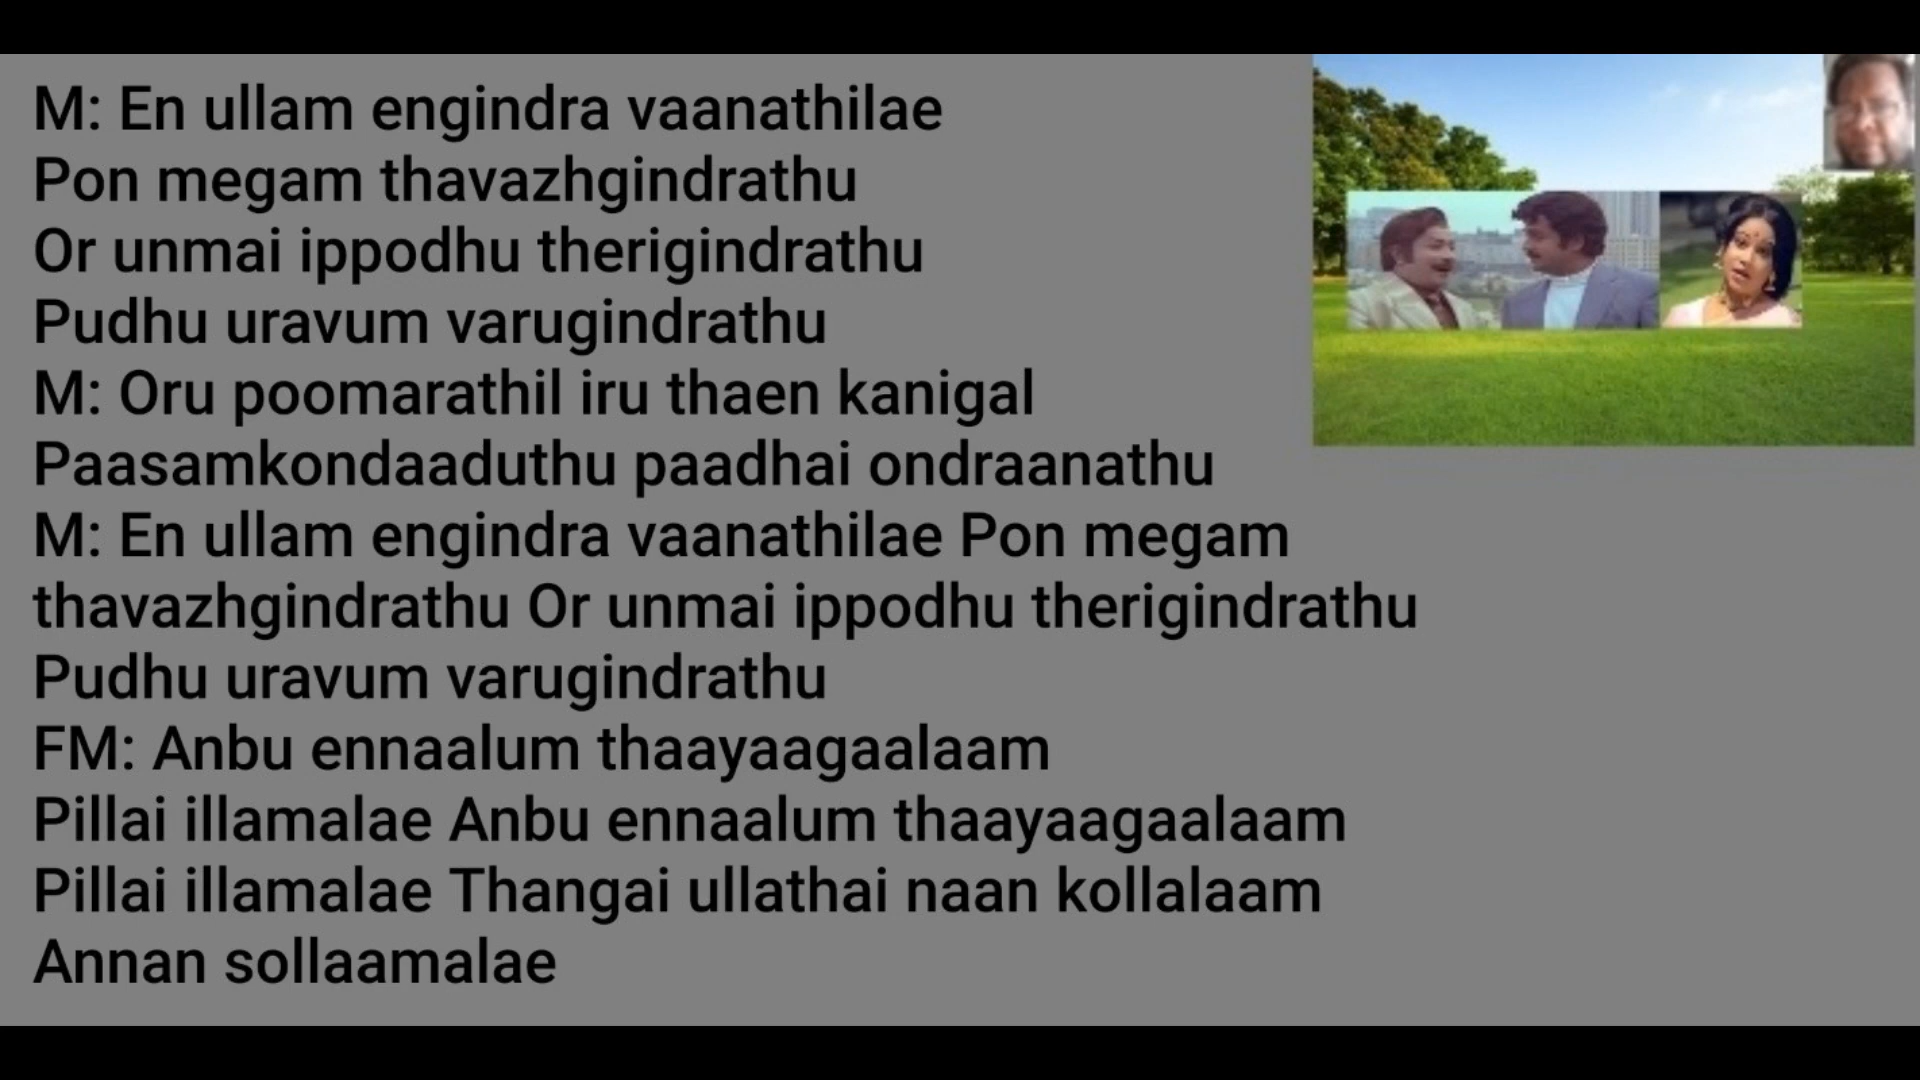 M: En ullam engindra vaanathilae
Pon megam thavazhgindrathu
Or unmai ippodhu therigindrathu
Pudhu uravum varugindrathu
M: Oru poomarathil iru thaen kanigal
Paasamkondaaduthu paadhai ondraanathu
M: En ullam engindra vaanathilae Pon megam
thavazhgindrathu Or unmai ippodhu therigindrathu
Pudhu uravum varugindrathu
FM: Anbu ennaalum thaayaagaalaam
Pillai illamalae Anbu ennaalum thaayaagaalaam
Pillai illamalae Thangai ullathai naan kollalaam
Annan sollaamalae